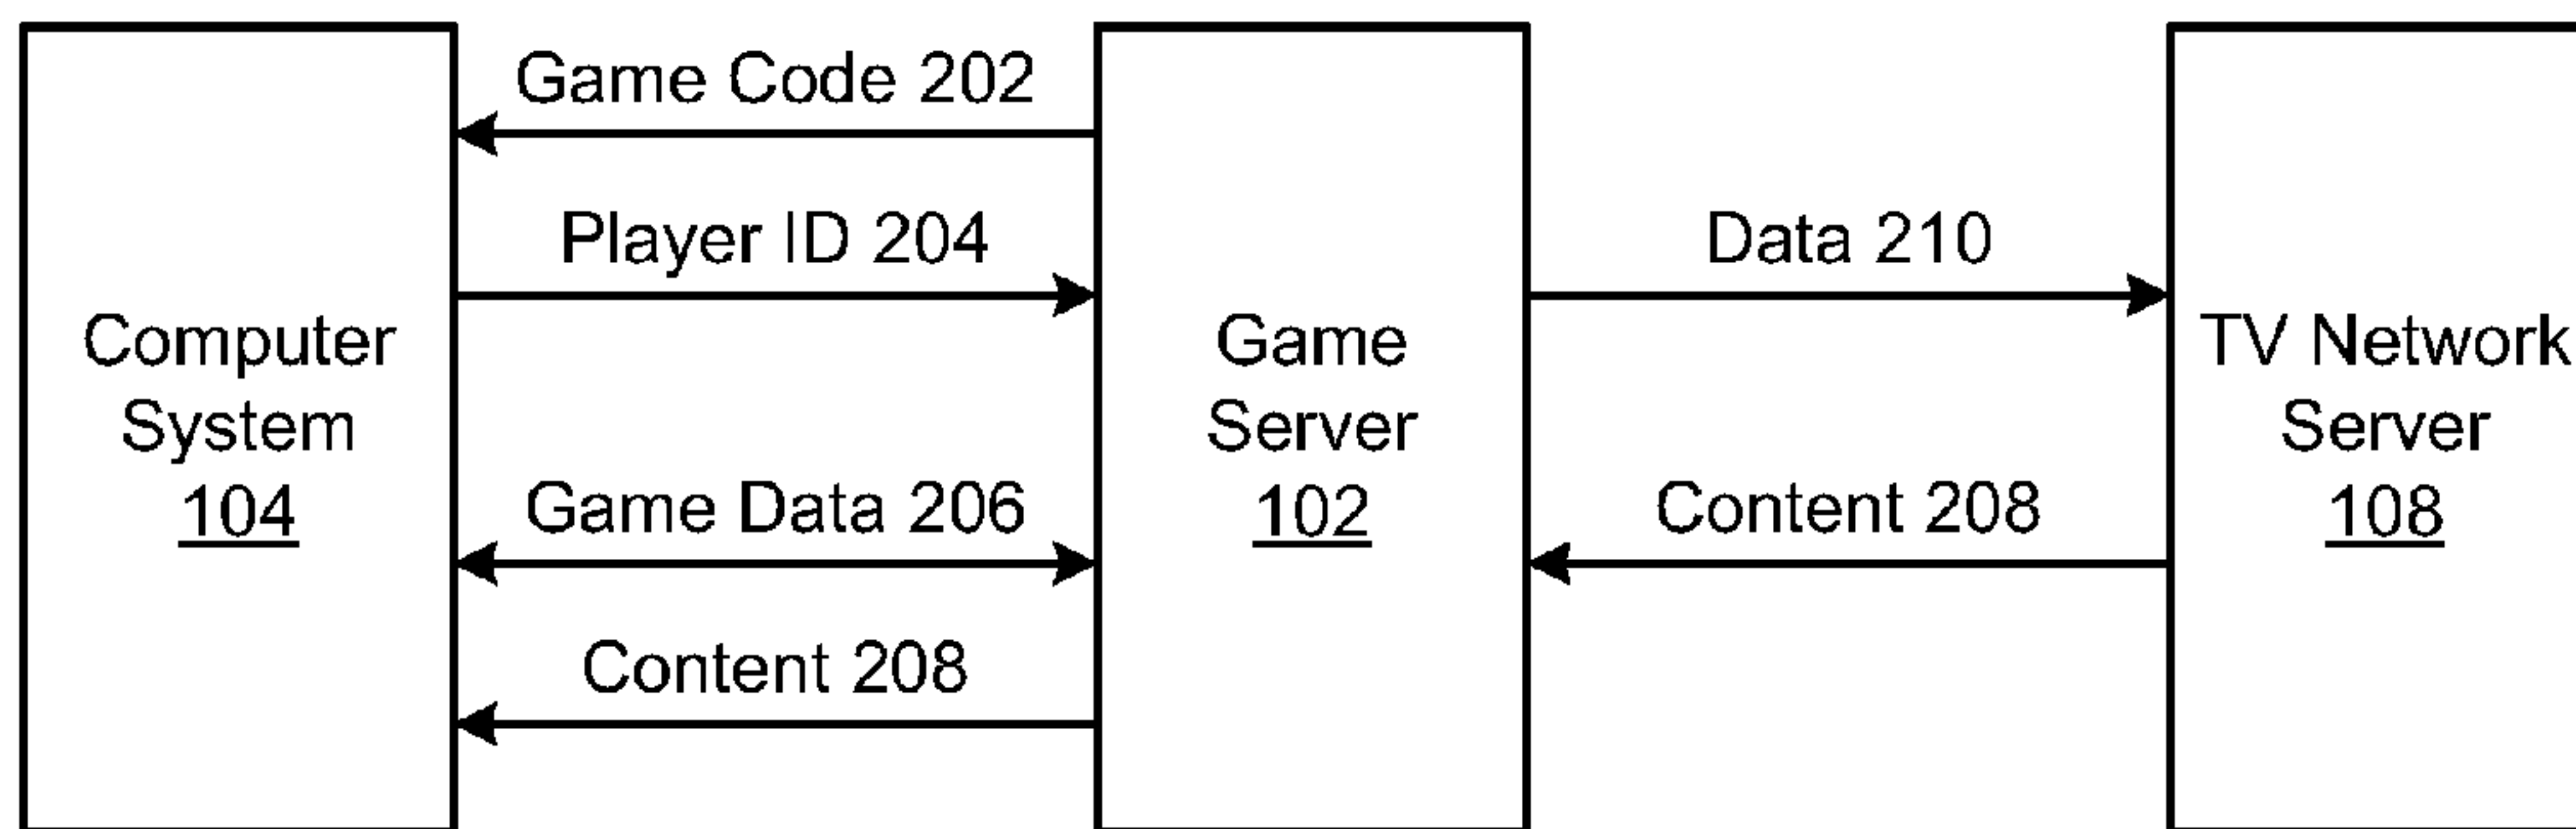 Game Code 202
Player ID 204
Data 210
Computer
System
104
Game
Server
102
TV Network
Server
108
Game Data 206
Content 208
Content 208